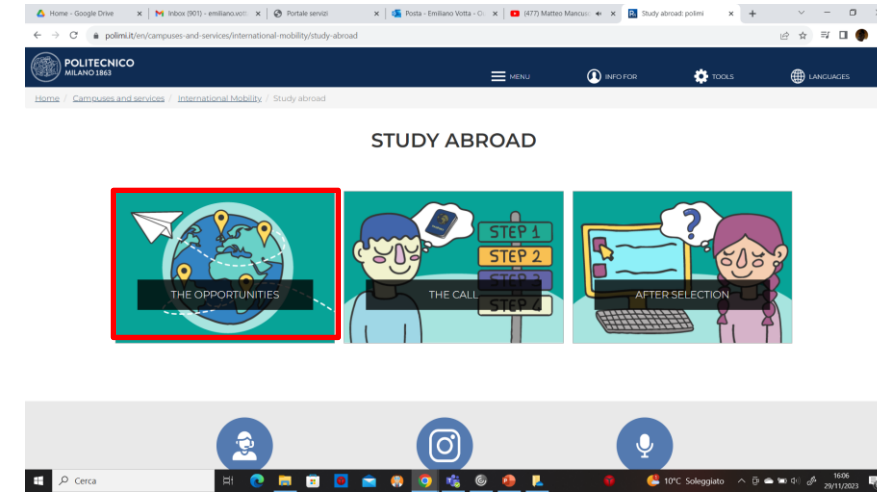 Home - Google Drive
Inbox (901) - emiliano.vott
Portale servizi
Posta - Emiliano Votta - O
(477) Matteo Mancuso
Study abroad: polimi
polimi.it/en/campuses-and-services/international-mobility/study-abroad
POLITECNICO
MILANO 1863
MENU
INFO FOR
TOOLS
LANGUAGES
Home / Campuses and services / International Mobility / Study abroad
STUDY ABROAD
STEP 1
STEP 2
STEP 3
STEP 4
THE OPPORTUNITIES
THE CALL
AFTER SELECTION
Cerca
10°C Soleggiato
16:06
29/11/2023